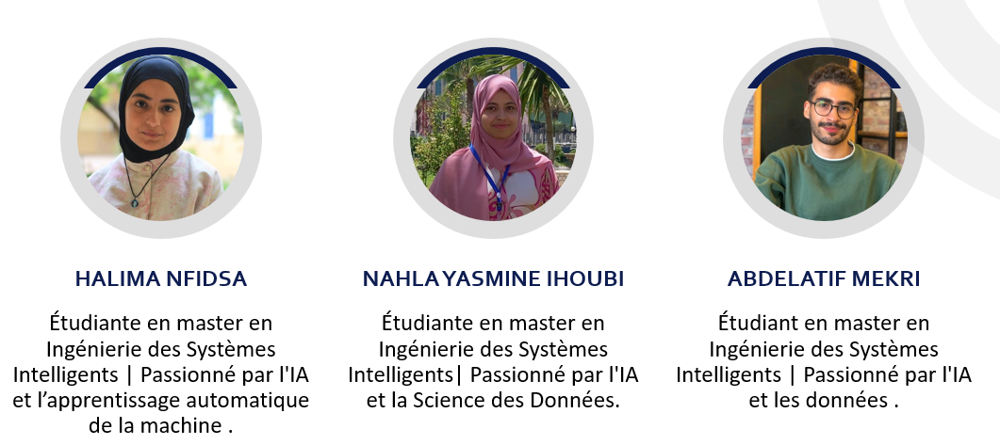 HALIMA NFIDSA
Étudiante en master en
Ingénierie des Systèmes
Intelligents | Passionné par l'IA
et l’apprentissage automatique
de la machine .
NAHLA YASMINE IHOUBI
Étudiante en master en
Ingénierie des Systèmes
Intelligents| Passionné par l'IA
et la Science des Données.
ABDELATIF MEKRI
Étudiant en master en
Ingénierie des Systèmes
Intelligents | Passionné par l'IA
et les données .